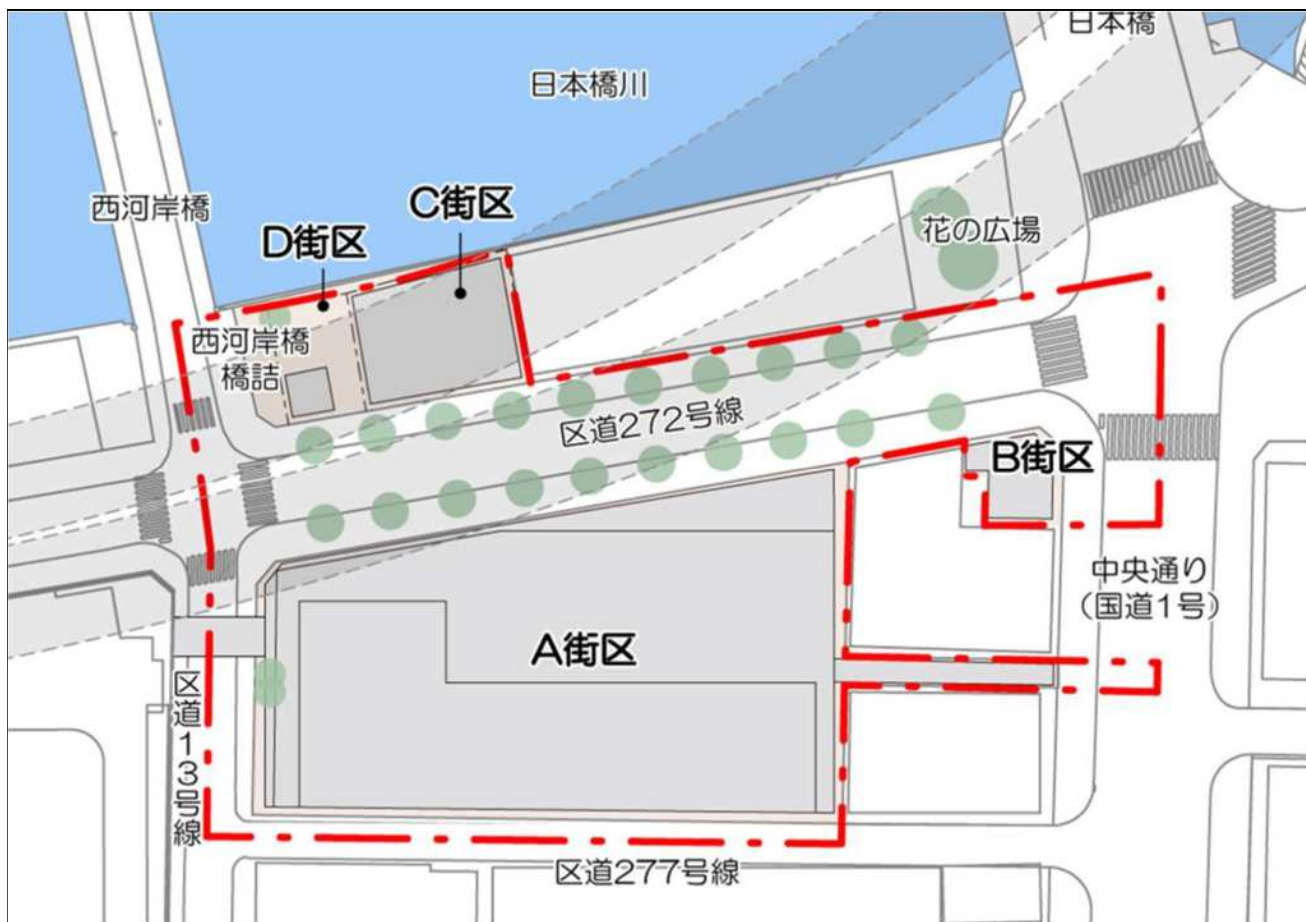 日本橋
日本橋川
西河岸橋
C街区
D街区
花の広場
西河岸橋
橋詰
区道272号線
B街区
中央通り
(国道1号)
A街区
区道13号線
区道277号線